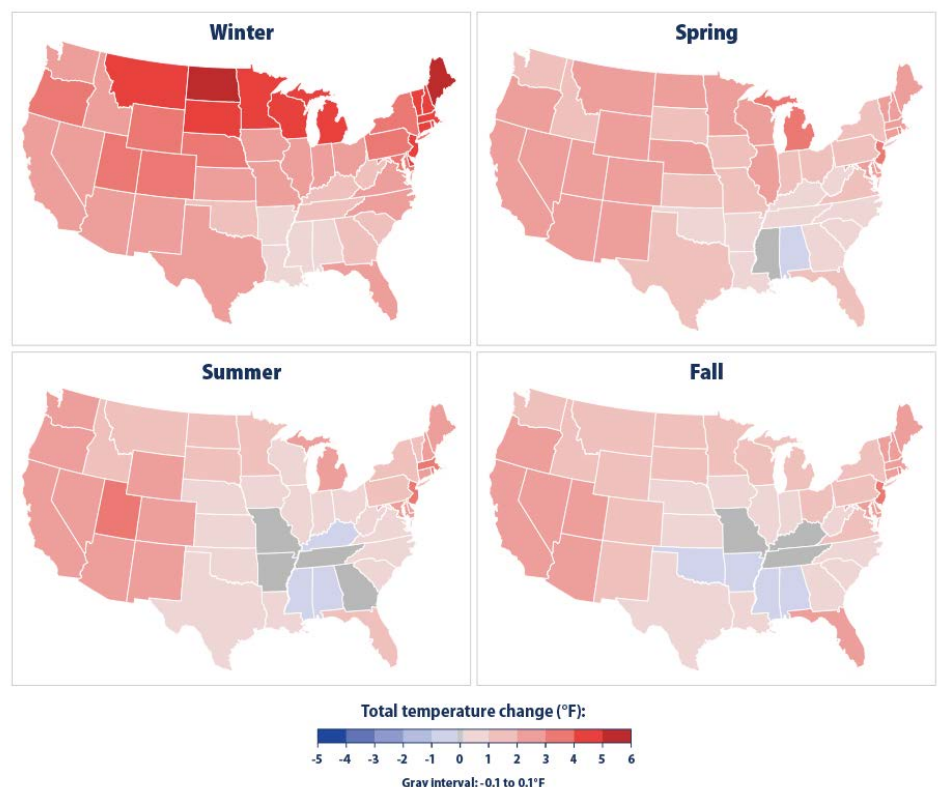 Winter
Spring
Summer
Fall
Total temperature change (°F):
-5 -4 -3 -2 -1 0 1 2 3 4 5 6
Gray interval: -0.1 to 0.1°F